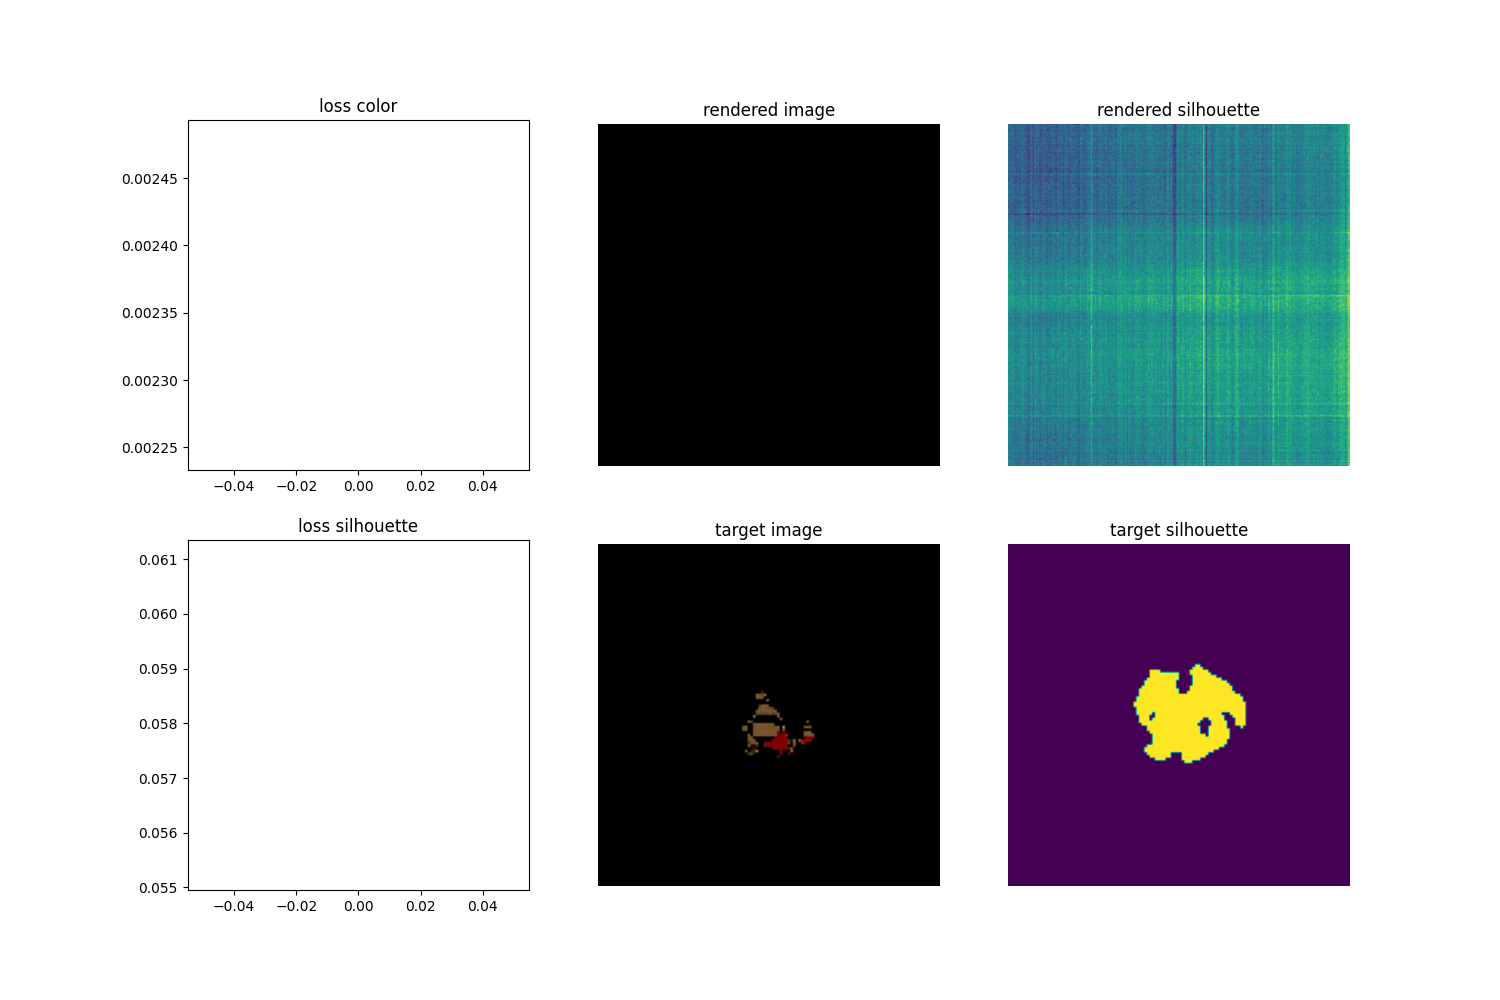 loss color
0.00245
0.00240
0.00235
0.00230
0.00225
−0.04 −0.02 0.00 0.02 0.04
rendered image
rendered silhouette
loss silhouette
0.061
0.060
0.059
0.058
0.057
0.056
0.055
−0.04 −0.02 0.00 0.02 0.04
target image
target silhouette